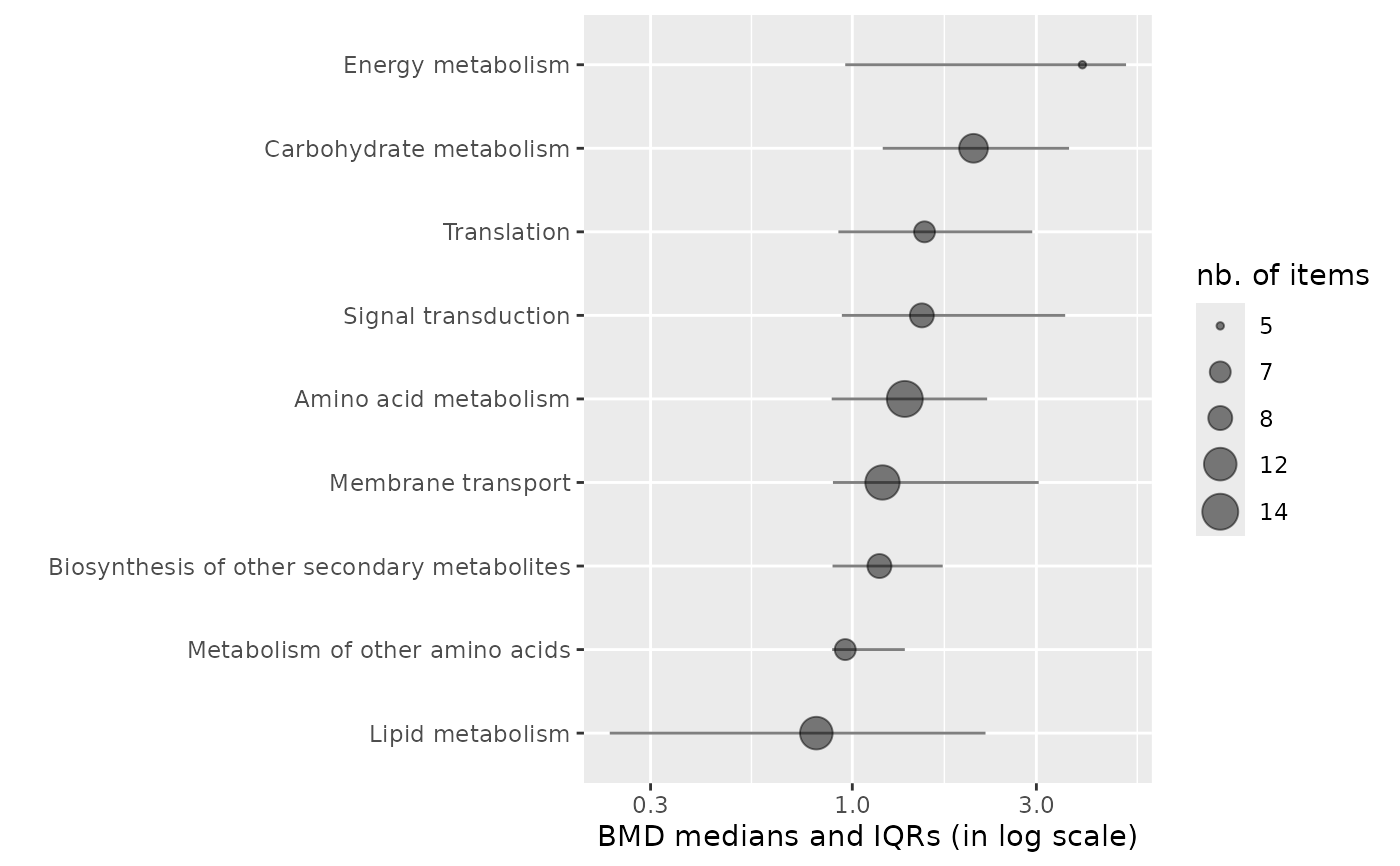 Energy metabolism
Carbohydrate metabolism
Translation
Signal transduction
Amino acid metabolism
Membrane transport
Biosynthesis of other secondary metabolites
Metabolism of other amino acids
Lipid metabolism
0.3 1.0 3.0
BMD medians and IQRs (in log scale)
nb. of items
5
7
8
12
14